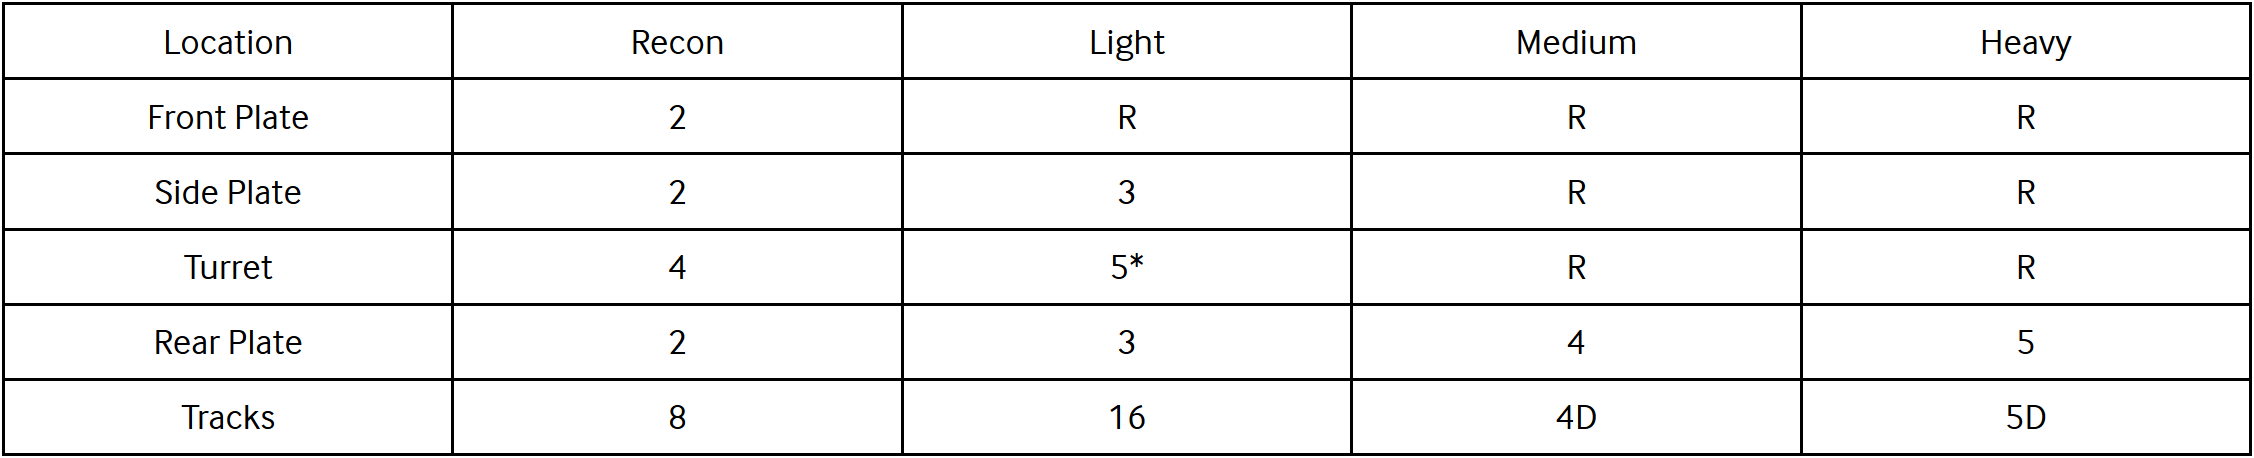 Location Recon Light Medium Heavy
Front Plate 2 R R R
Side Plate 2 3 R R
Turret 4 5* R R
Rear Plate 2 3 4 5
Tracks 8 16 4D 5D